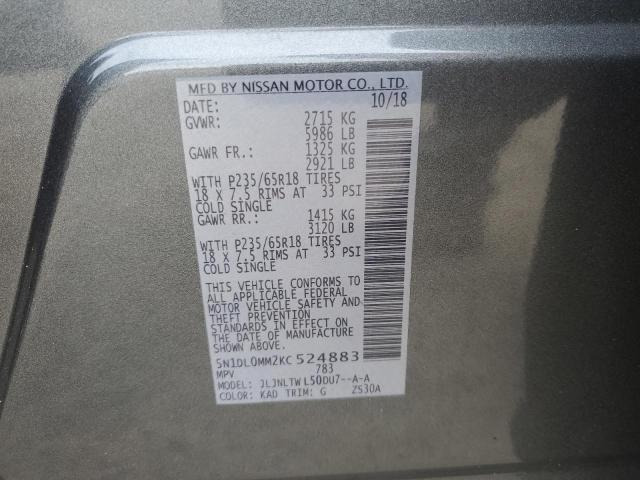 MFD BY NISSAN MOTOR CO., LTD.
DATE: 10/18
GVWR: 2715 KG
5986 LB
GAWR FR.: 1325 KG
2921 LB
WITH P235/65R18 TIRES
18 X 7.5 RIMS AT 33 PSI
COLD SINGLE
GAWR RR.: 1415 KG
3120 LB
WITH P235/65R18 TIRES
18 X 7.5 RIMS AT 33 PSI
COLD SINGLE
THIS VEHICLE CONFORMS TO
ALL APPLICABLE FEDERAL
MOTOR VEHICLE SAFETY AND
THEFT PREVENTION
STANDARDS IN EFFECT ON
THE DATE OF MANUFACTURE
SHOWN ABOVE.
5N1DL0MM2KC524883
MPV 783
MODEL: JLJNLTWL50DU7--A-A
COLOR: KAD TRIM: G Z530A